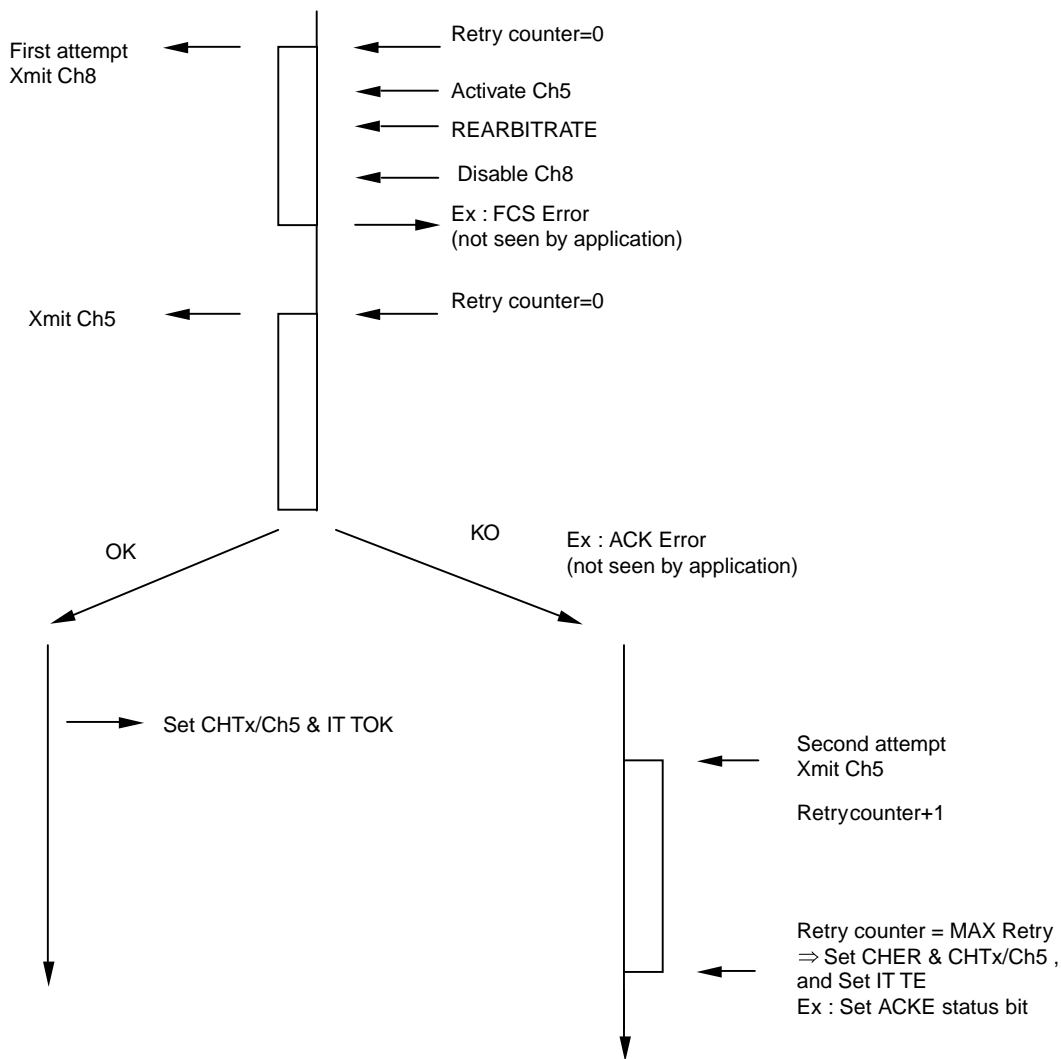 First attempt
Xmit Ch8
Retry counter=0
Activate Ch5
REARBITRATE
Disable Ch8
Ex : FCS Error
(not seen by application)
Xmit Ch5
Retry counter=0
OK
KO
Ex : ACK Error
(not seen by application)
Set CHTx/Ch5 & IT TOK
Second attempt
Xmit Ch5
Retrycounter+1
Retry counter = MAX Retry
⇒ Set CHER & CHTx/Ch5 ,
and Set IT TE
Ex : Set ACKE status bit